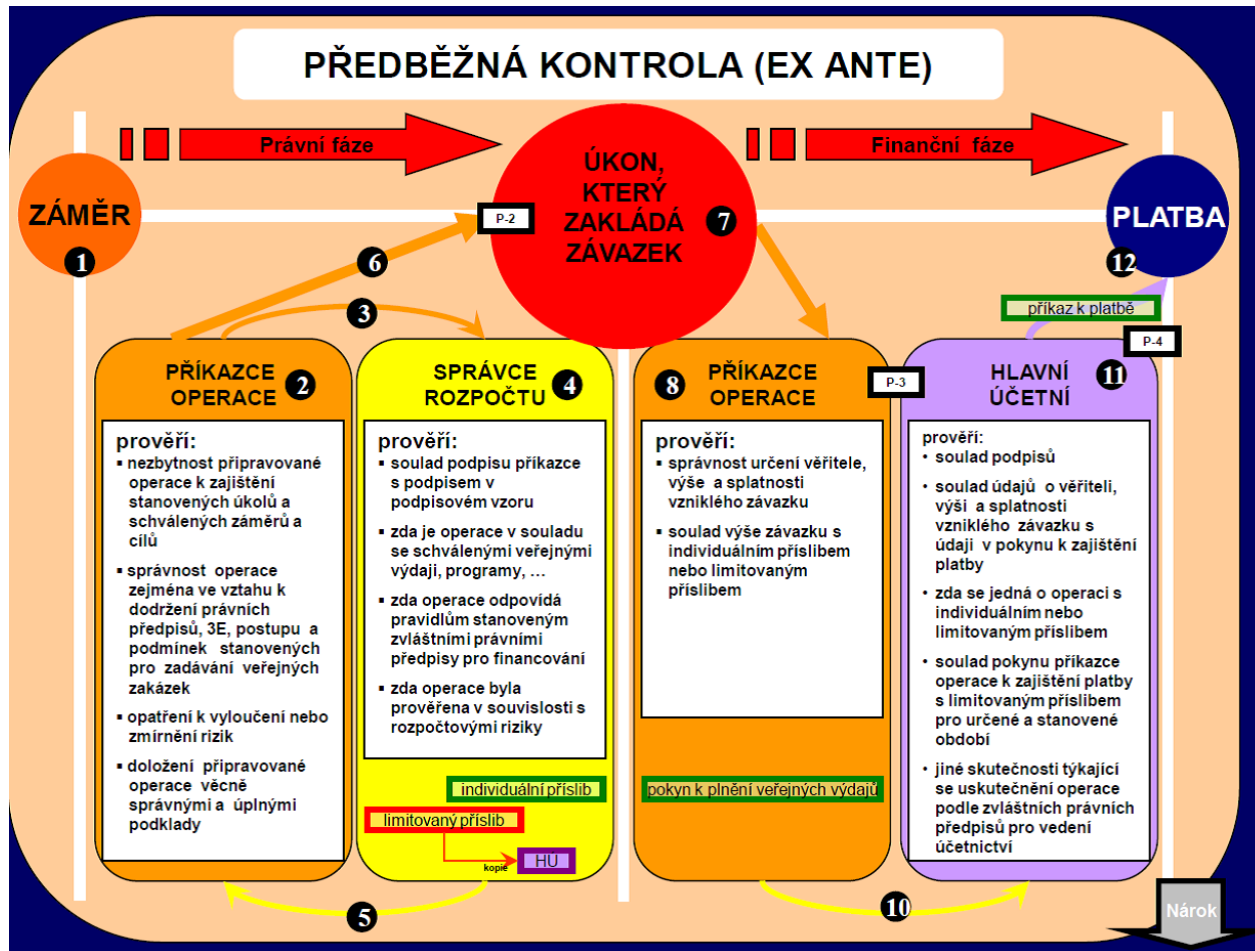 PŘEDBĚŽNÁ KONTROLA (EX ANTE)
Právní fáze
Finanční fáze
ZÁMĚR
1
P-2
ÚKON,
KTERÝ
ZAKLÁDÁ
ZÁVAZEK
7
PLATBA
12
6
3
příkaz k platbě
P-4
PŘÍKAZCE
OPERACE
2
prověří:
▪ nezbytnost připravované
operace k zajištění
stanovených úkolů a
schválených záměrů a
cílů
▪ správnost operace
zejména ve vztahu k
dodržení právních
předpisů, 3E, postupu a
podmínek stanovených
pro zadávání veřejných
zakázek
▪ opatření k vyloučení nebo
zmírnění rizik
▪ doložení připravované
operace věcně
správnými a úplnými
podklady
SPRÁVCE
ROZPOČTU
4
prověří:
▪ soulad podpisu příkazce
s podpisem v
podpisovém vzoru
▪ zda je operace v souladu
se schválenými veřejnými
výdaji, programy, …
▪ zda operace odpovídá
pravidlům stanoveným
zvláštními právními
předpisy pro financování
▪ zda operace byla
prověřena v souvislosti s
rozpočtovými riziky
individuální příslib
limitovaný příslib
kopie
HÚ
8
PŘÍKAZCE
OPERACE
P-3
prověří:
▪ správnost určení věřitele,
výše a splatnosti
vzniklého závazku
▪ soulad výše závazku s
individuálním příslibem
nebo limitovaným
příslibem
pokyn k plnění veřejných výdajů
HLAVNÍ
ÚČETNÍ
11
prověří:
• soulad podpisů
• soulad údajů o věřiteli,
výši a splatnosti
vzniklého závazku s
údaji v pokynu k zajištění
platby
• zda se jedná o operaci s
individuálním nebo
limitovaným příslibem
• soulad pokynu příkazce
operace k zajištění platby
s limitovaným příslibem
pro určené a stanovené
období
• jiné skutečnosti týkající
se uskutečnění operace
podle zvláštních právních
předpisů pro vedení
účetnictví
5
10
Nárok